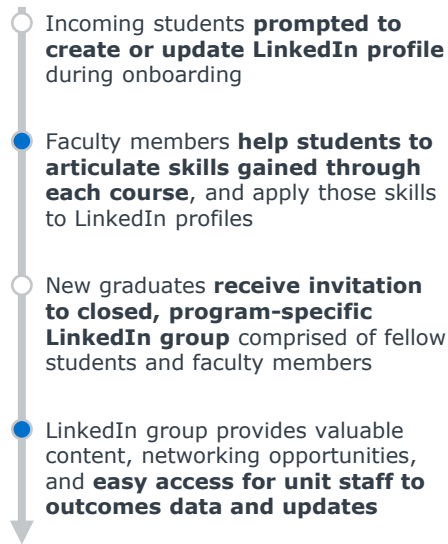 Incoming students prompted to
create or update LinkedIn profile
during onboarding
Faculty members help students to
articulate skills gained through
each course, and apply those skills
to LinkedIn profiles
New graduates receive invitation
to closed, program-specific
LinkedIn group comprised of fellow
students and faculty members
LinkedIn group provides valuable
content, networking opportunities,
and easy access for unit staff to
outcomes data and updates